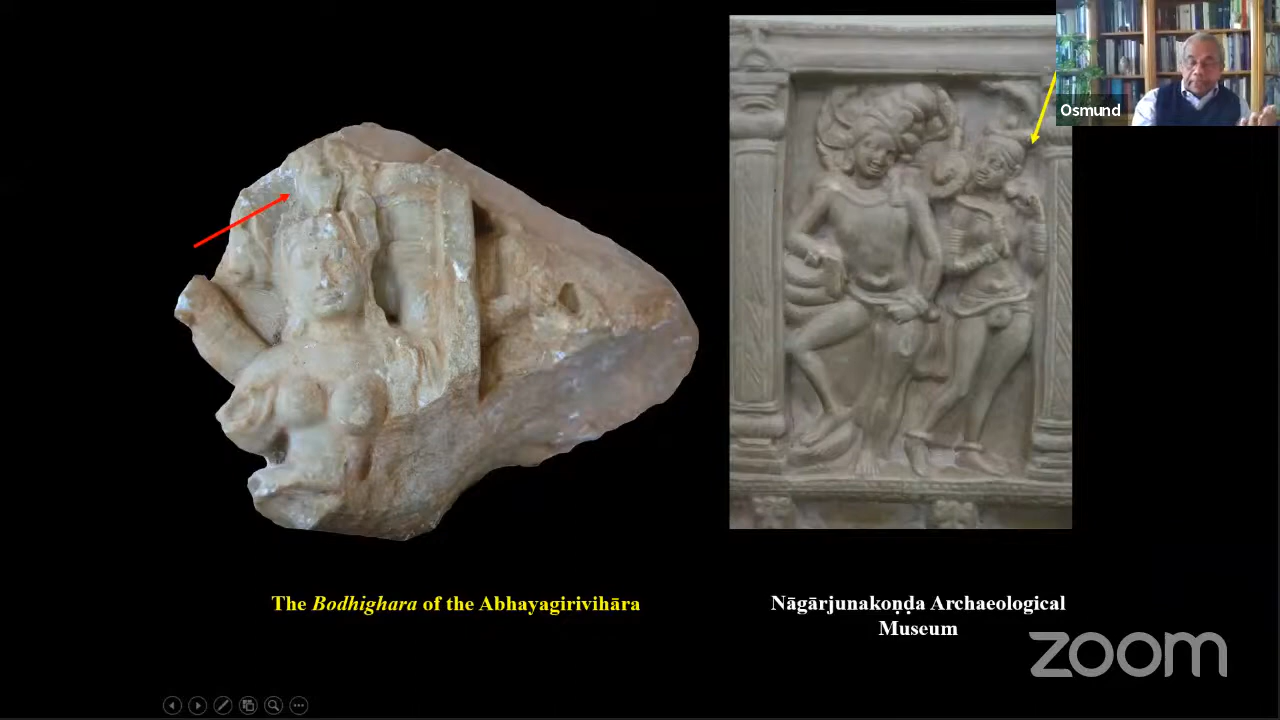 Osmund
The Bodhighara of the Abhayagirivihāra
Nāgārjunakoṇḍa Archaeological
Museum
zoom